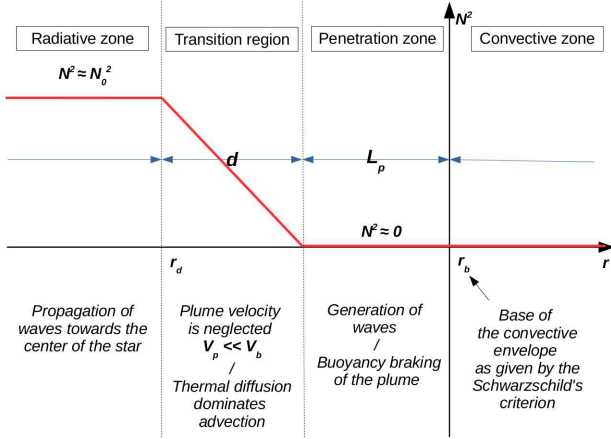 N²
Radiative zone
Transition region
Penetration zone
Convective zone
N² ≈ N₀²
d
Lₚ
N² ≈ 0
r_d
r_b
r
Propagation of
waves towards the
center of the star
Plume velocity
is neglected
Vₚ << V_b
/
Thermal diffusion
dominates
advection
Generation of
waves
/
Buoyancy braking
of the plume
Base of
the convective
envelope
as given by the
Schwarzschild's
criterion